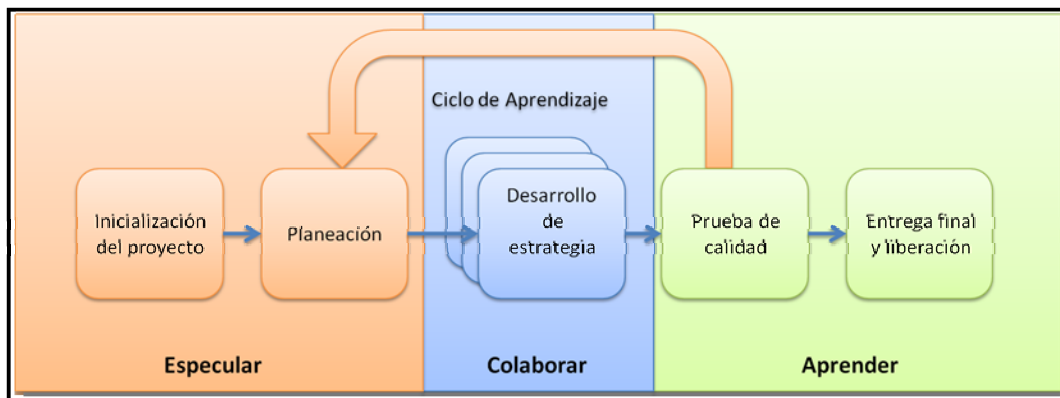 Ciclo de Aprendizaje
Inicialización
del proyecto
Planeación
Desarrollo
de
estrategia
Prueba de
calidad
Entrega final
y liberación
Especular
Colaborar
Aprender